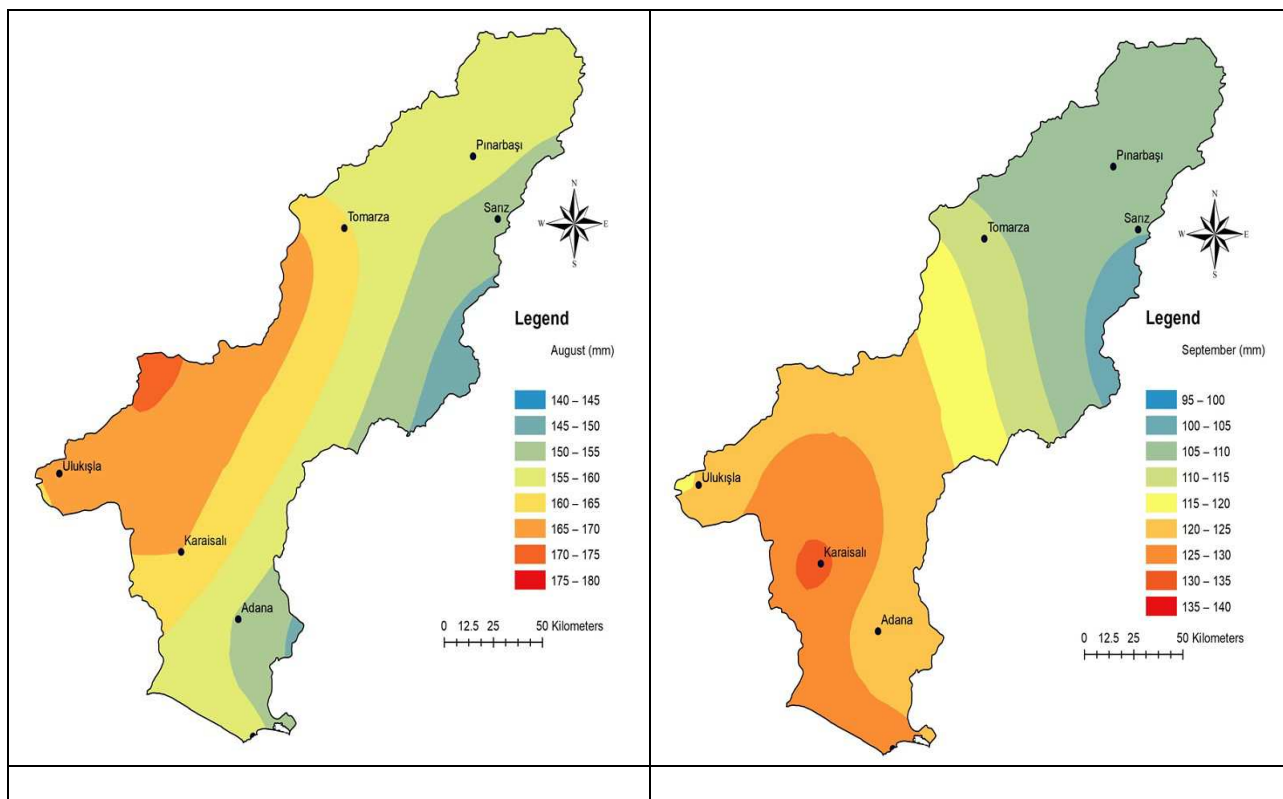 Pınarbaşı
Sarız
Tomarza
N
W
E
S
Legend
August (mm)
140 – 145
145 – 150
150 – 155
155 – 160
160 – 165
165 – 170
170 – 175
175 – 180
Ulukışla
Karaisalı
Adana
0 12.5 25 50 Kilometers
Pınarbaşı
Sarız
Tomarza
N
W
E
S
Legend
September (mm)
95 – 100
100 – 105
105 – 110
110 – 115
115 – 120
120 – 125
125 – 130
130 – 135
135 – 140
Ulukışla
Karaisalı
Adana
0 12.5 25 50 Kilometers